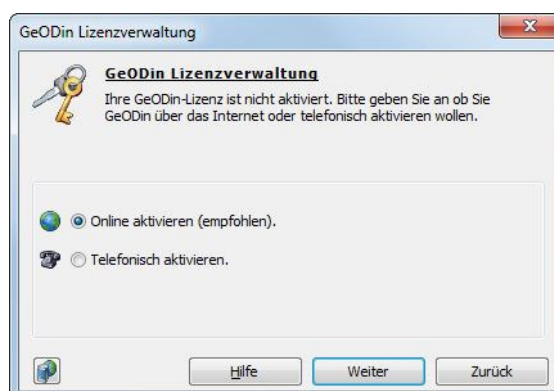 GeODin Lizenzverwaltung
GeODin Lizenzverwaltung
Ihre GeODin-Lizenz ist nicht aktiviert. Bitte geben Sie an ob Sie
GeODin über das Internet oder telefonisch aktivieren wollen.
Online aktivieren (empfohlen).
Telefonisch aktivieren.
Hilfe
Weiter
Zurück